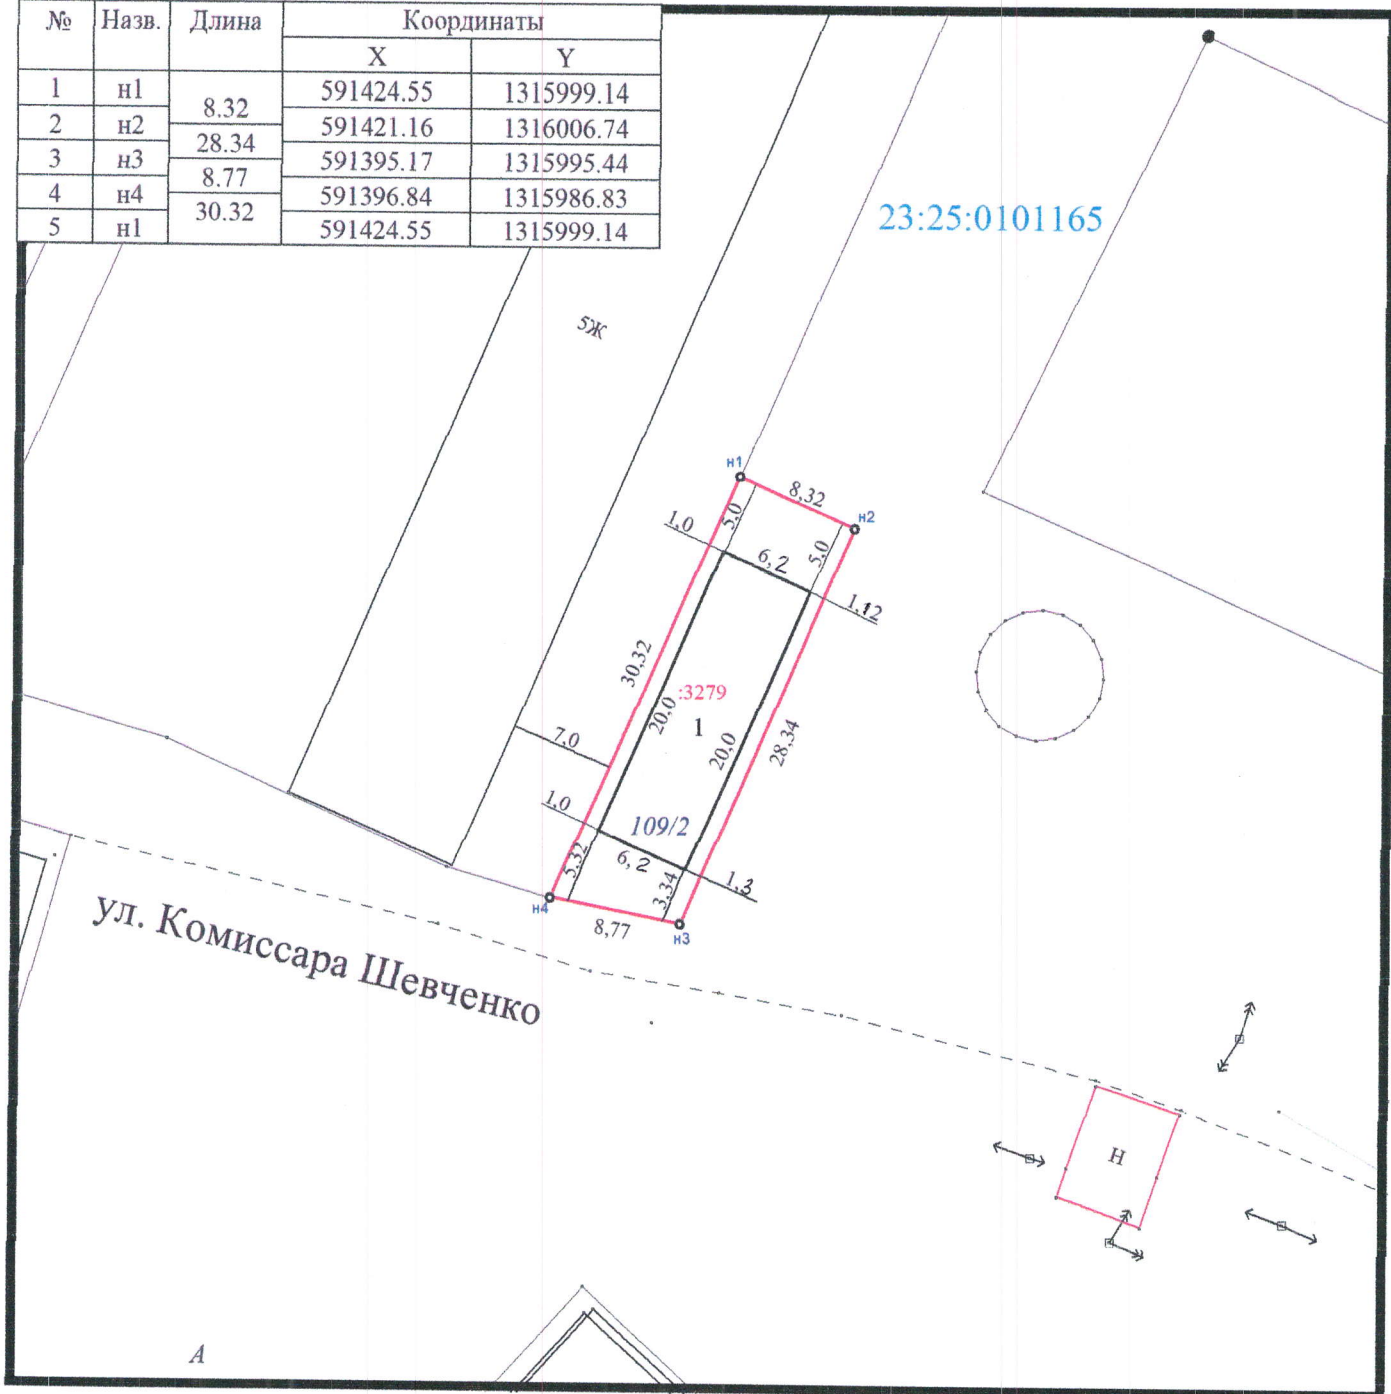 № Назв. Длина Координаты
X Y
1 н1 591424.55 1315999.14
8.32
2 н2 591421.16 1316006.74
28.34
3 н3 591395.17 1315995.44
8.77
4 н4 591396.84 1315986.83
30.32
5 н1 591424.55 1315999.14
23:25:0101165
5Ж
н1
8,32
н2
1,0
5,0
5,0
6,2
1,12
30,32
:3279
20,0
1
20,0
28,34
7,0
1,0
109/2
5,32
6,2
3,34
1,3
н4
8,77
н3
ул. Комиссара Шевченко
Н
А